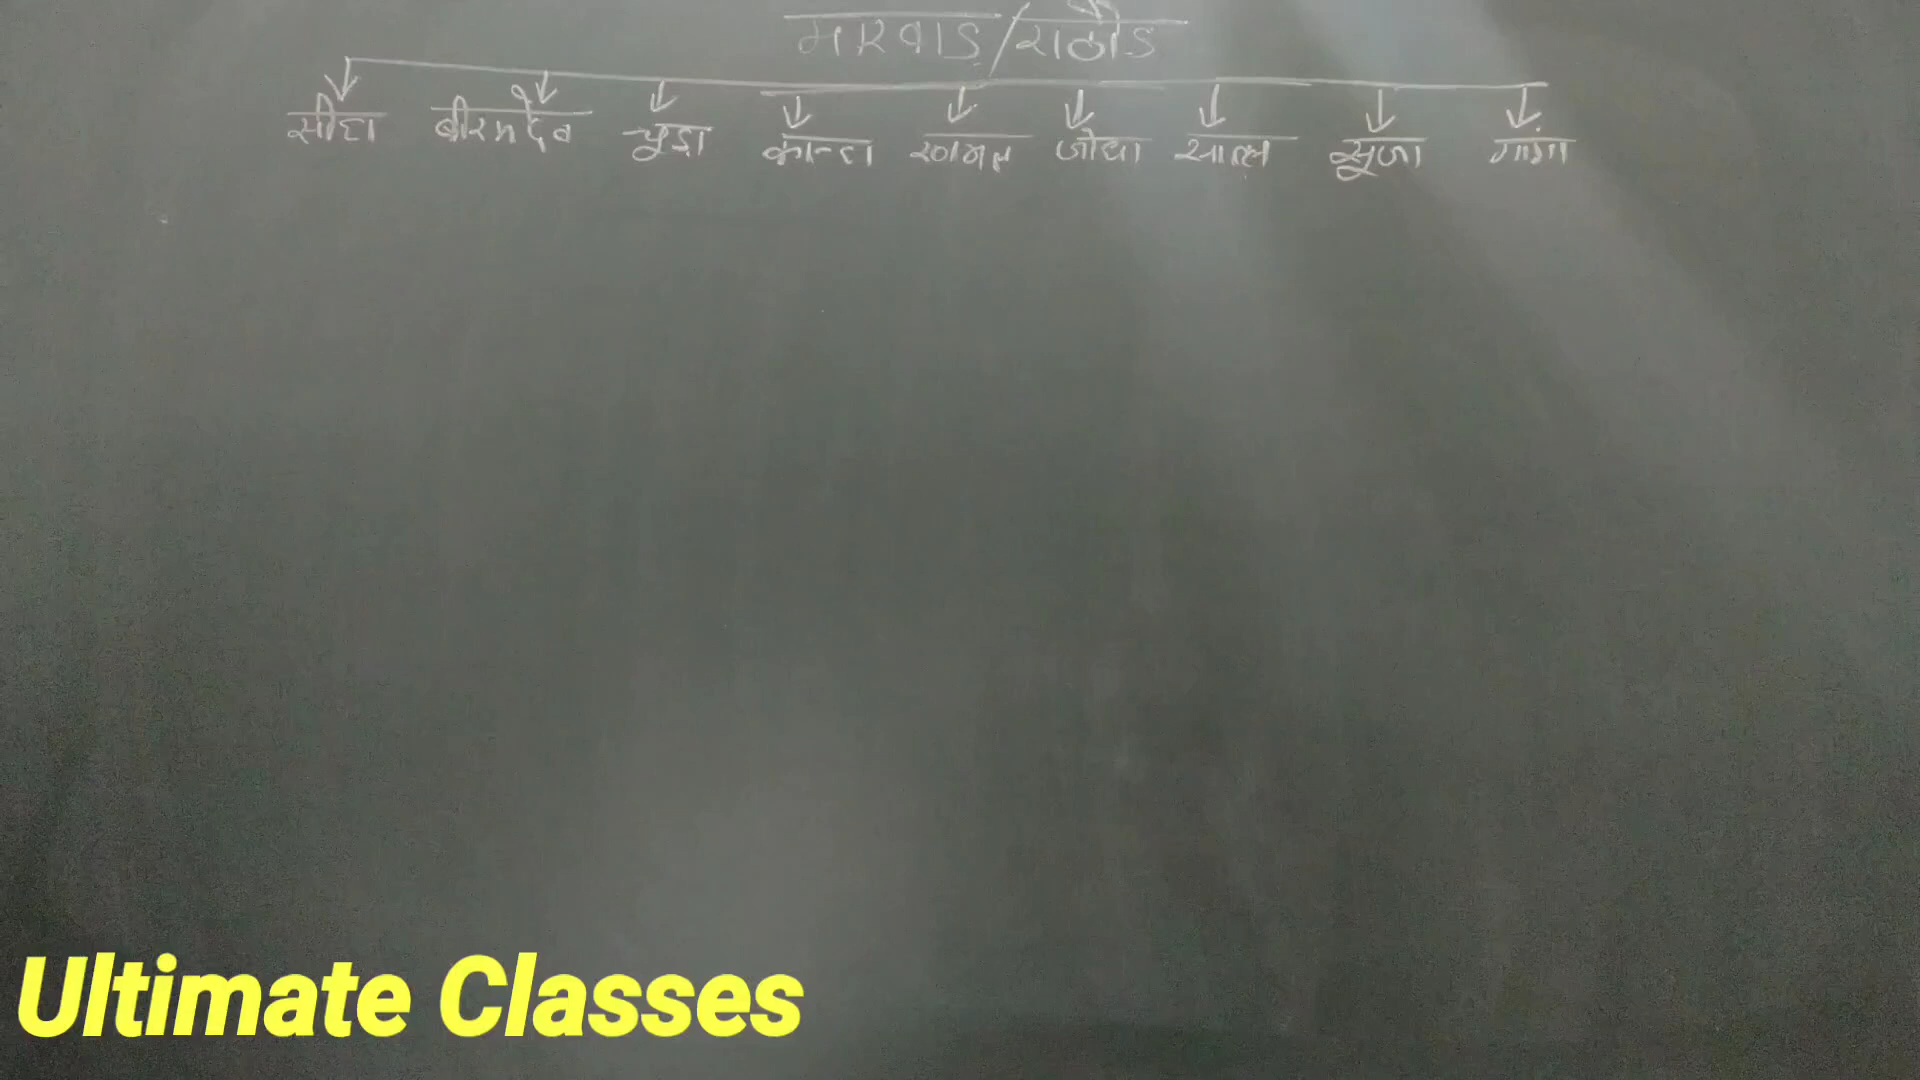 मारवाड़/राठौड
सीहा बीरमदेव चूड़ा कान्हा रणमल जोधा सातल सूजा गांगा
Ultimate Classes